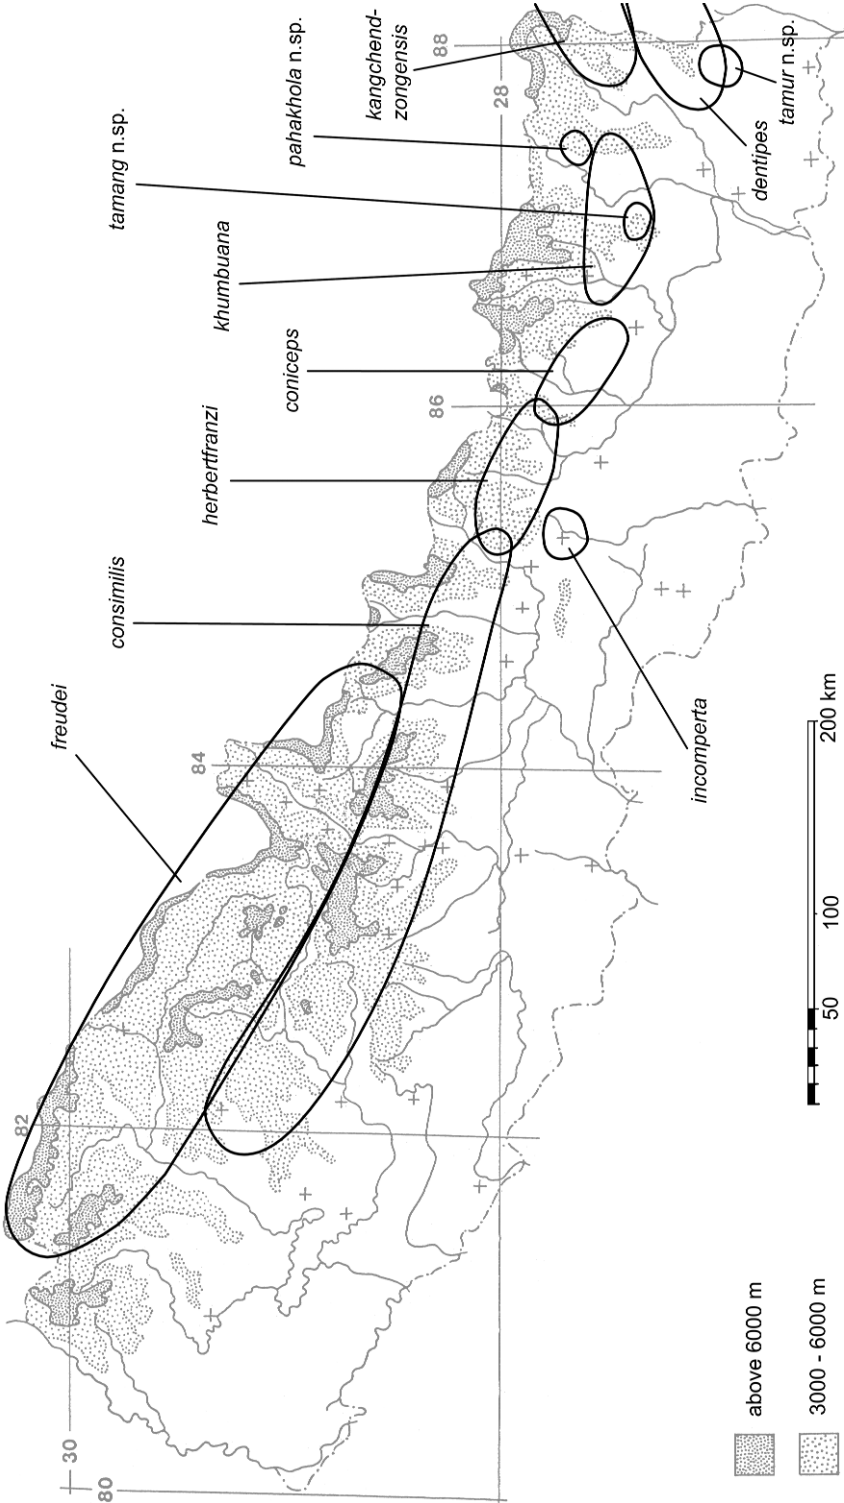 freudei
consimilis
herbertfranzi
coniceps
khumbuana
tamang n.sp.
pahakhola n.sp.
kangchend-
zongensis
dentipes
tamur n.sp.
incomperta
80
82
84
86
88
30
28
above 6000 m
3000 - 6000 m
50
100
200 km